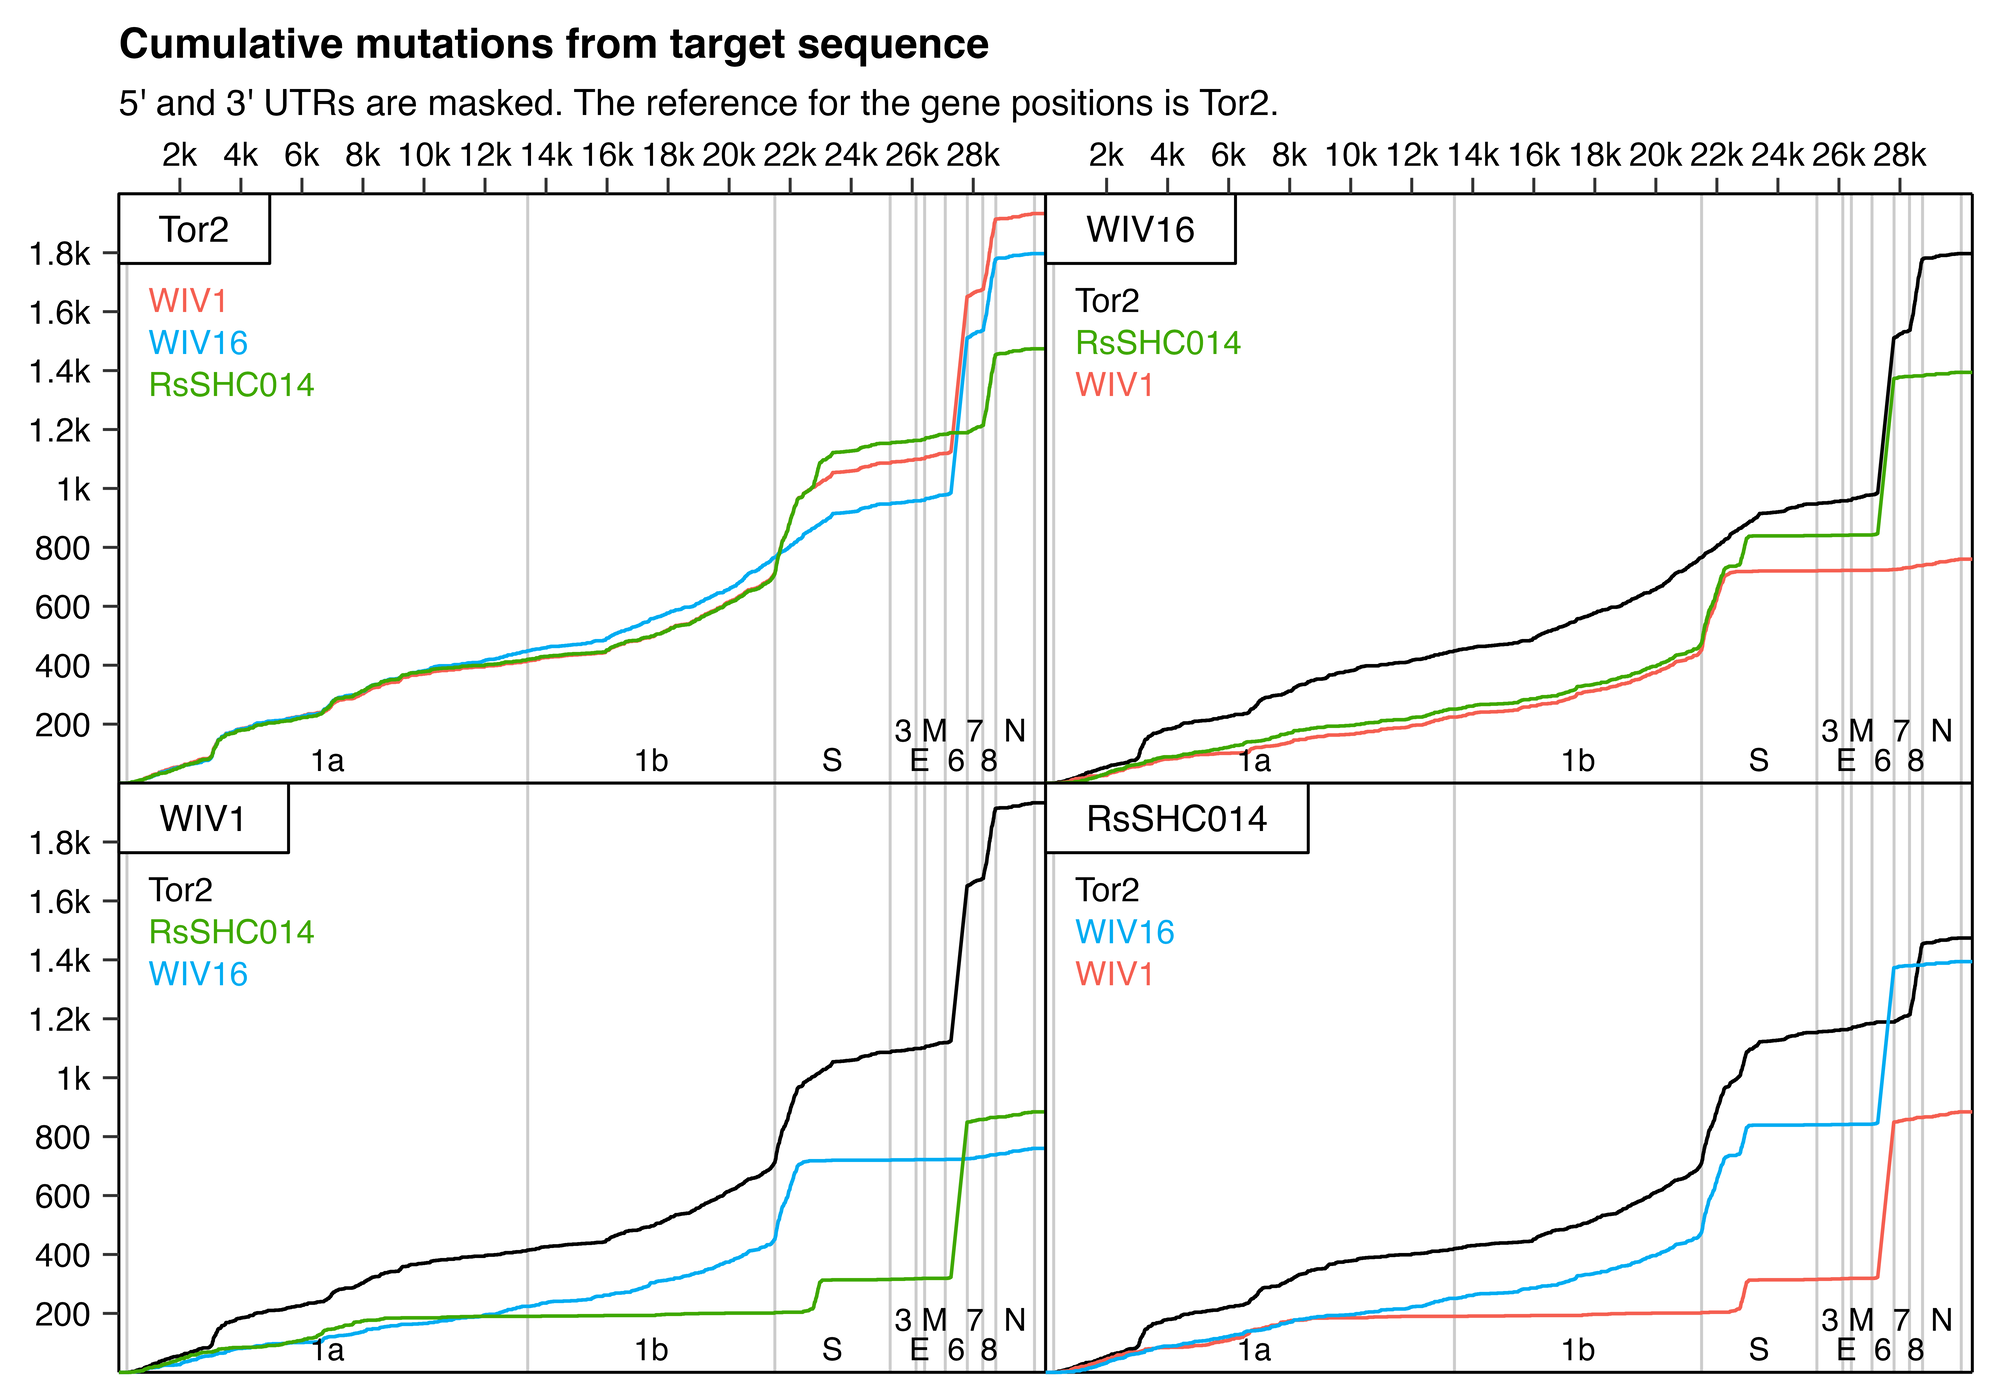 Cumulative mutations from target sequence
5' and 3' UTRs are masked. The reference for the gene positions is Tor2.
2k 4k 6k 8k 10k 12k 14k 16k 18k 20k 22k 24k 26k 28k
2k 4k 6k 8k 10k 12k 14k 16k 18k 20k 22k 24k 26k 28k
Tor2
WIV1
WIV16
RsSHC014
1.8k
1.6k
1.4k
1.2k
1k
800
600
400
200
3 M 7 N
1a 1b S E 6 8
WIV16
Tor2
RsSHC014
WIV1
3 M 7 N
1a 1b S E 6 8
WIV1
Tor2
RsSHC014
WIV16
1.8k
1.6k
1.4k
1.2k
1k
800
600
400
200
3 M 7 N
1a 1b S E 6 8
RsSHC014
Tor2
WIV16
WIV1
3 M 7 N
1a 1b S E 6 8